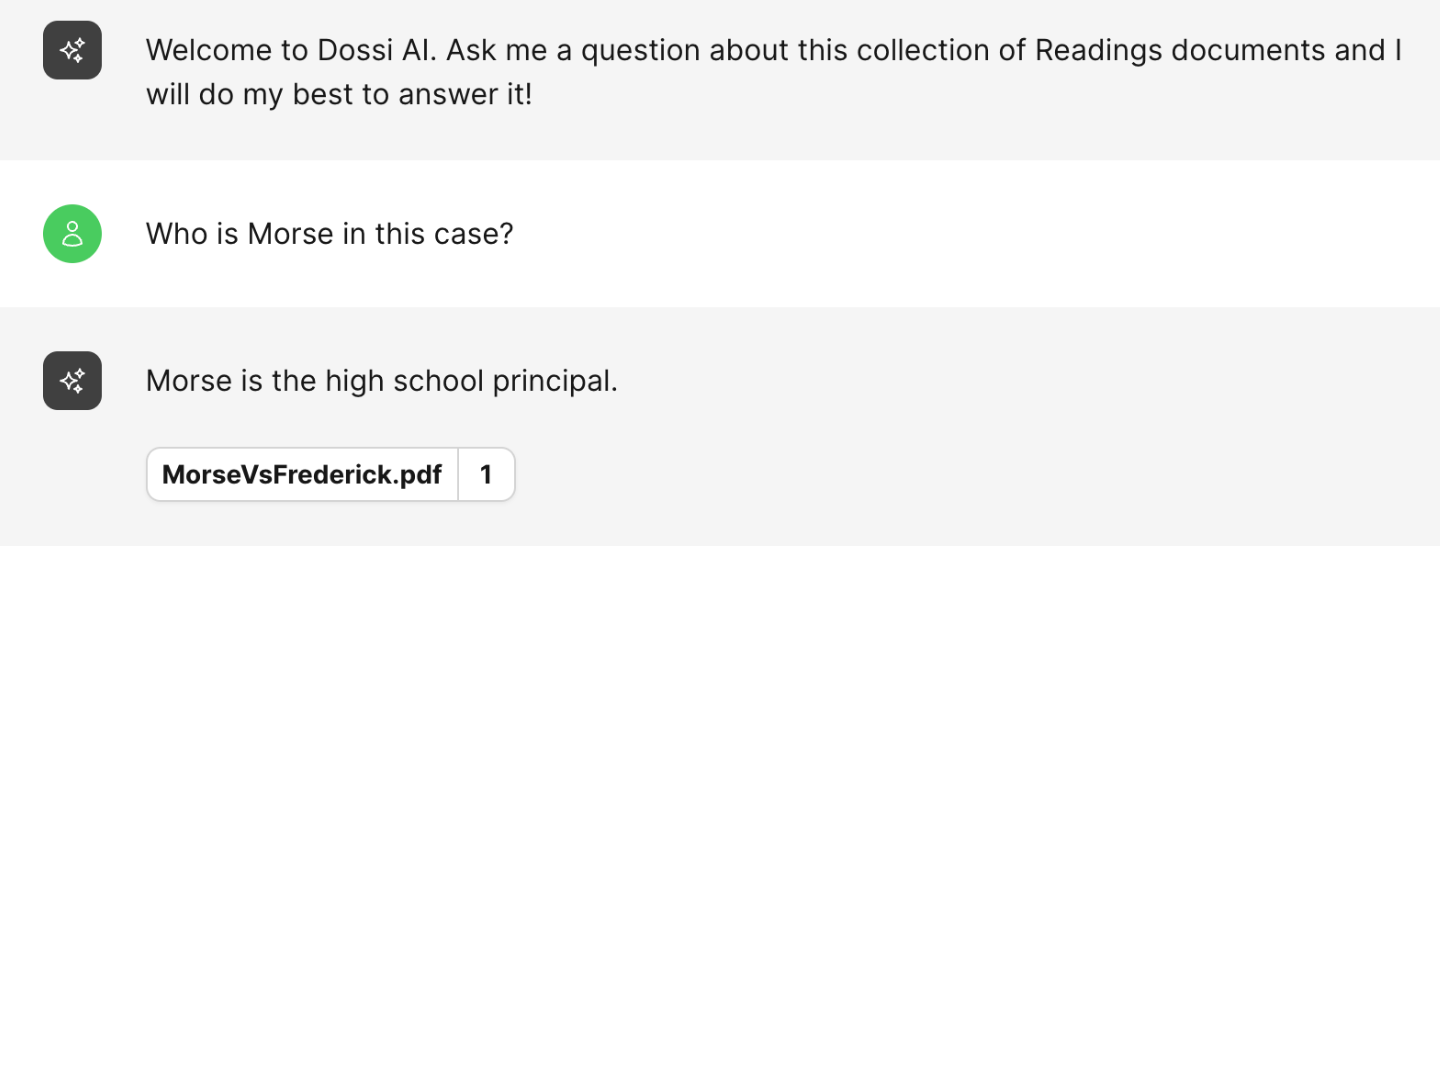 Welcome to Dossi AI. Ask me a question about this collection of Readings documents and I
will do my best to answer it!
Who is Morse in this case?
Morse is the high school principal.
MorseVsFrederick.pdf 1